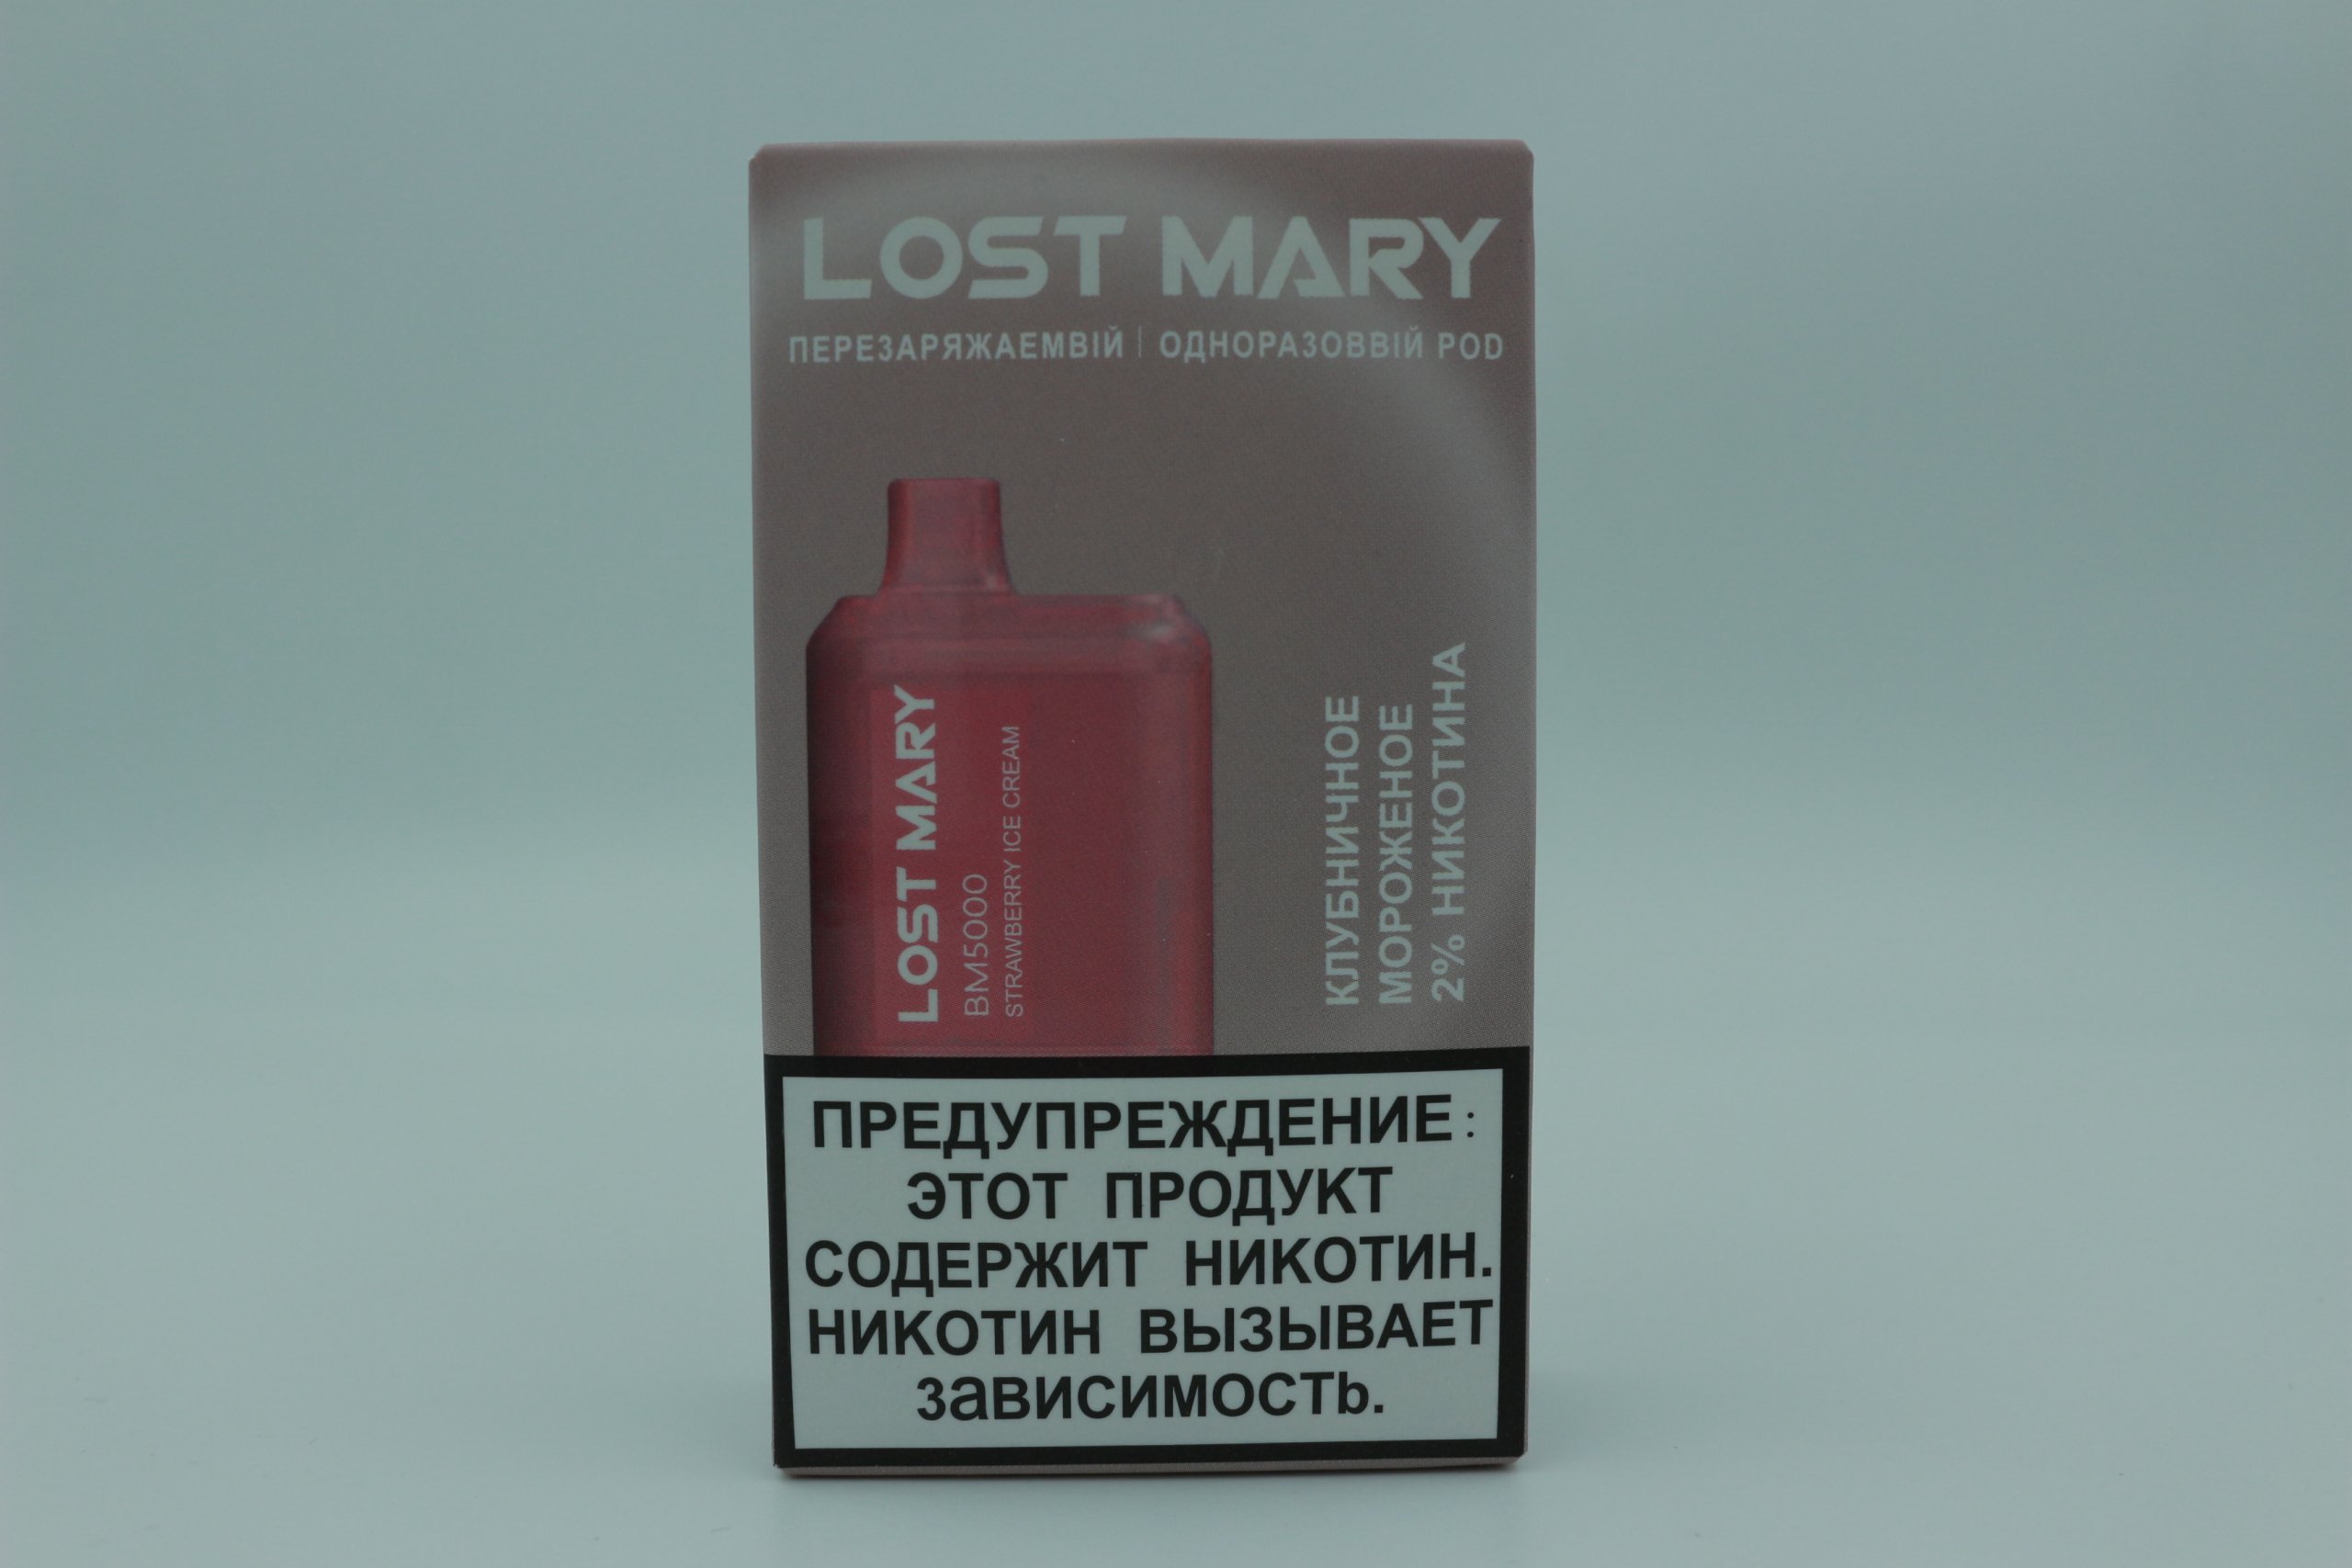 LOST MARY
ПЕРЕЗАРЯЖАЕМВІЙ | ОДНОРАЗОВВІЙ POD
LOST MARY
BM5000
STRAWBERRY ICE CREAM
КЛУБНИЧНОЕ
МОРОЖЕНОЕ
2% НИКОТИНА
ПРЕДУПРЕЖДЕНИЕ:
ЭТОТ ПРОДУКТ
СОДЕРЖИТ НИКОТИН.
НИКОТИН ВЫЗЫВАЕТ
ЗаВИСИМОСТЬ.